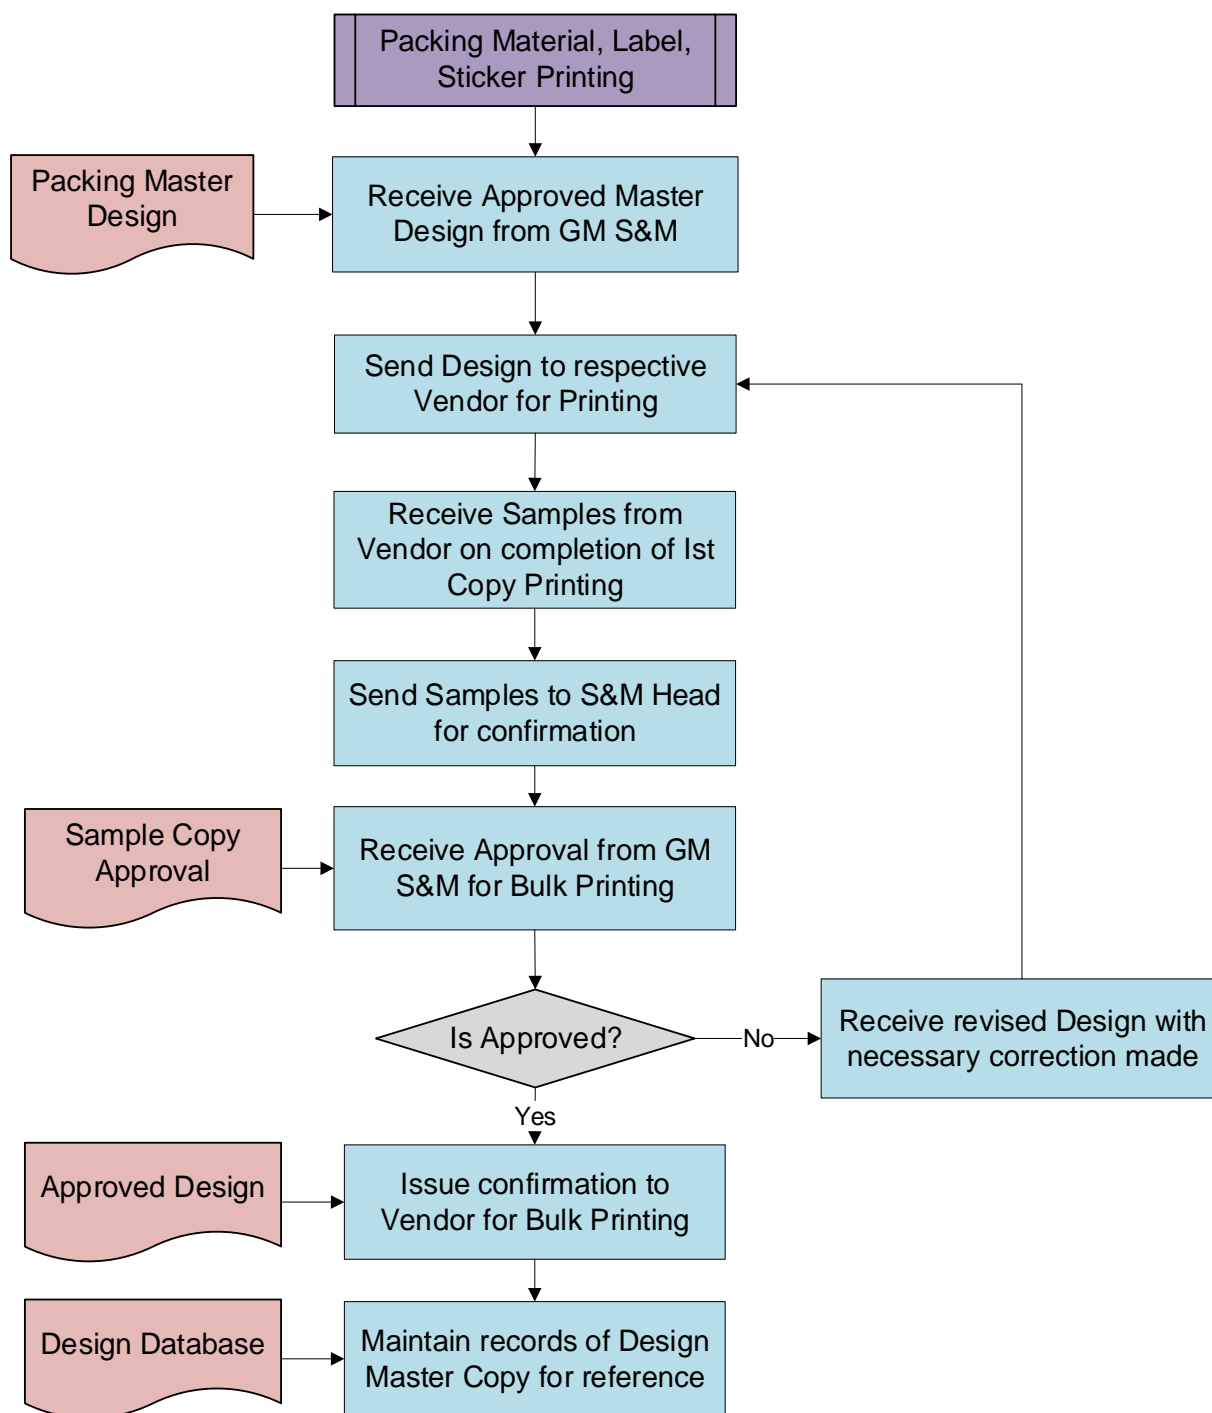 Packing Material, Label,
Sticker Printing
Packing Master
Design
Receive Approved Master
Design from GM S&M
Send Design to respective
Vendor for Printing
Receive Samples from
Vendor on completion of Ist
Copy Printing
Send Samples to S&M Head
for confirmation
Sample Copy
Approval
Receive Approval from GM
S&M for Bulk Printing
Is Approved?
No
Receive revised Design with
necessary correction made
Yes
Approved Design
Issue confirmation to
Vendor for Bulk Printing
Design Database
Maintain records of Design
Master Copy for reference